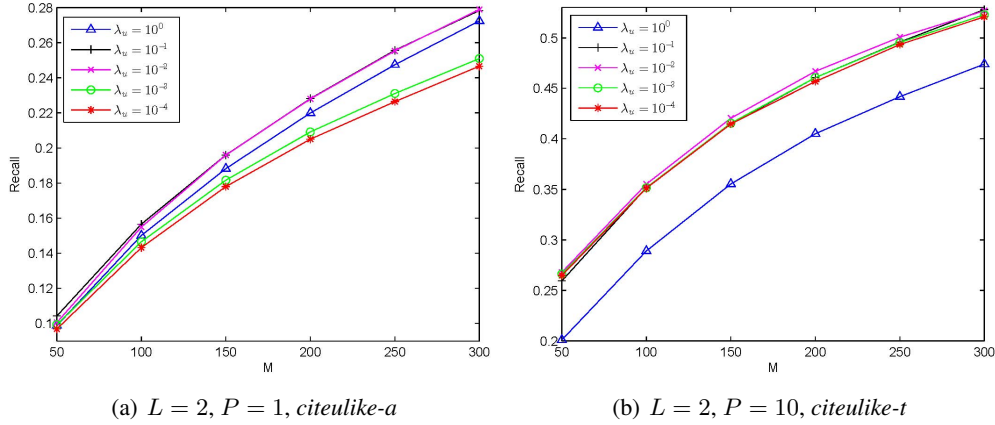 0.28
0.26
0.24
0.22
0.2
0.18
0.16
0.14
0.12
0.1
Recall
λ_u = 10^0
λ_u = 10^-1
λ_u = 10^-2
λ_u = 10^-3
λ_u = 10^-4
50 100 150 200 250 300
M
(a) L = 2, P = 1, citeulike-a
0.5
0.45
0.4
0.35
0.3
0.25
0.2
Recall
λ_u = 10^0
λ_u = 10^-1
λ_u = 10^-2
λ_u = 10^-3
λ_u = 10^-4
50 100 150 200 250 300
M
(b) L = 2, P = 10, citeulike-t